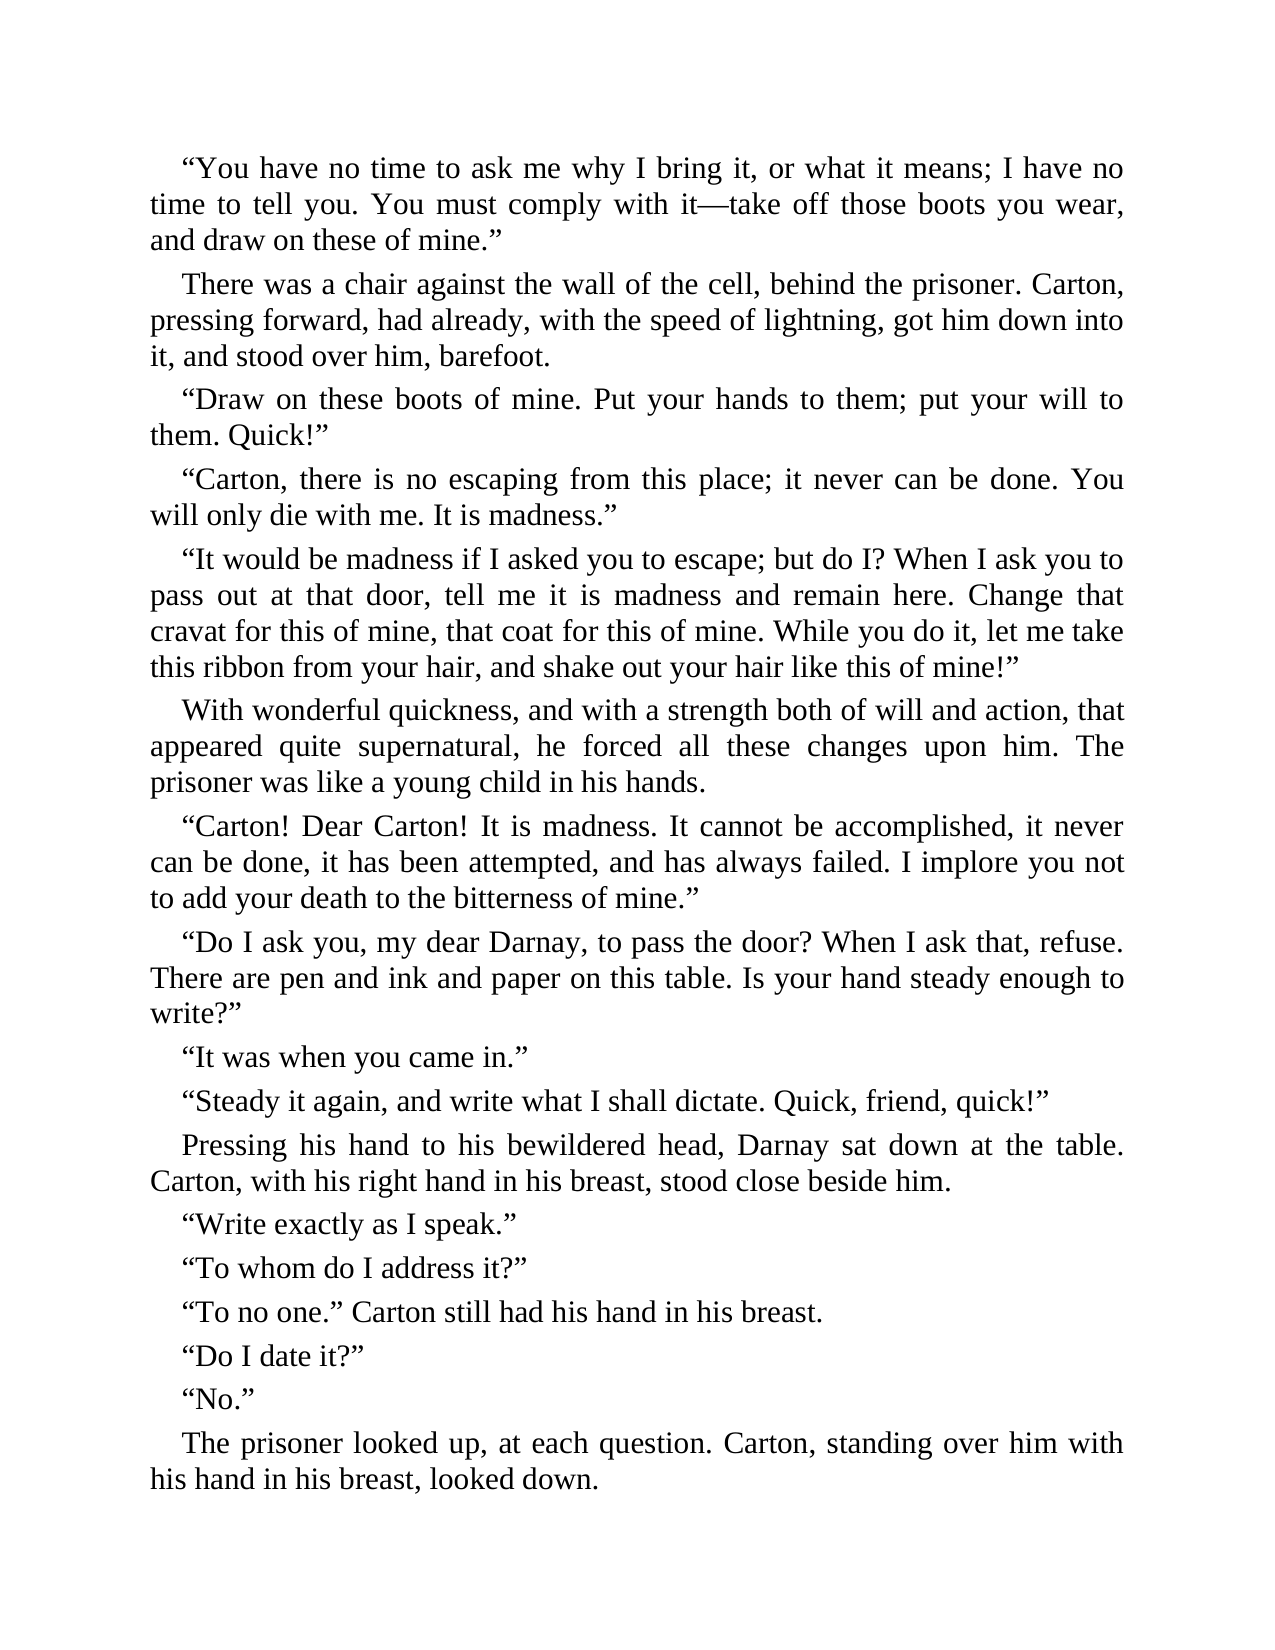 “You have no time to ask me why I bring it, or what it means; I have no
time to tell you. You must comply with it—take off those boots you wear,
and draw on these of mine.”
There was a chair against the wall of the cell, behind the prisoner. Carton,
pressing forward, had already, with the speed of lightning, got him down into
it, and stood over him, barefoot.
“Draw on these boots of mine. Put your hands to them; put your will to
them. Quick!”
“Carton, there is no escaping from this place; it never can be done. You
will only die with me. It is madness.”
“It would be madness if I asked you to escape; but do I? When I ask you to
pass out at that door, tell me it is madness and remain here. Change that
cravat for this of mine, that coat for this of mine. While you do it, let me take
this ribbon from your hair, and shake out your hair like this of mine!”
With wonderful quickness, and with a strength both of will and action, that
appeared quite supernatural, he forced all these changes upon him. The
prisoner was like a young child in his hands.
“Carton! Dear Carton! It is madness. It cannot be accomplished, it never
can be done, it has been attempted, and has always failed. I implore you not
to add your death to the bitterness of mine.”
“Do I ask you, my dear Darnay, to pass the door? When I ask that, refuse.
There are pen and ink and paper on this table. Is your hand steady enough to
write?”
“It was when you came in.”
“Steady it again, and write what I shall dictate. Quick, friend, quick!”
Pressing his hand to his bewildered head, Darnay sat down at the table.
Carton, with his right hand in his breast, stood close beside him.
“Write exactly as I speak.”
“To whom do I address it?”
“To no one.” Carton still had his hand in his breast.
“Do I date it?”
“No.”
The prisoner looked up, at each question. Carton, standing over him with
his hand in his breast, looked down.